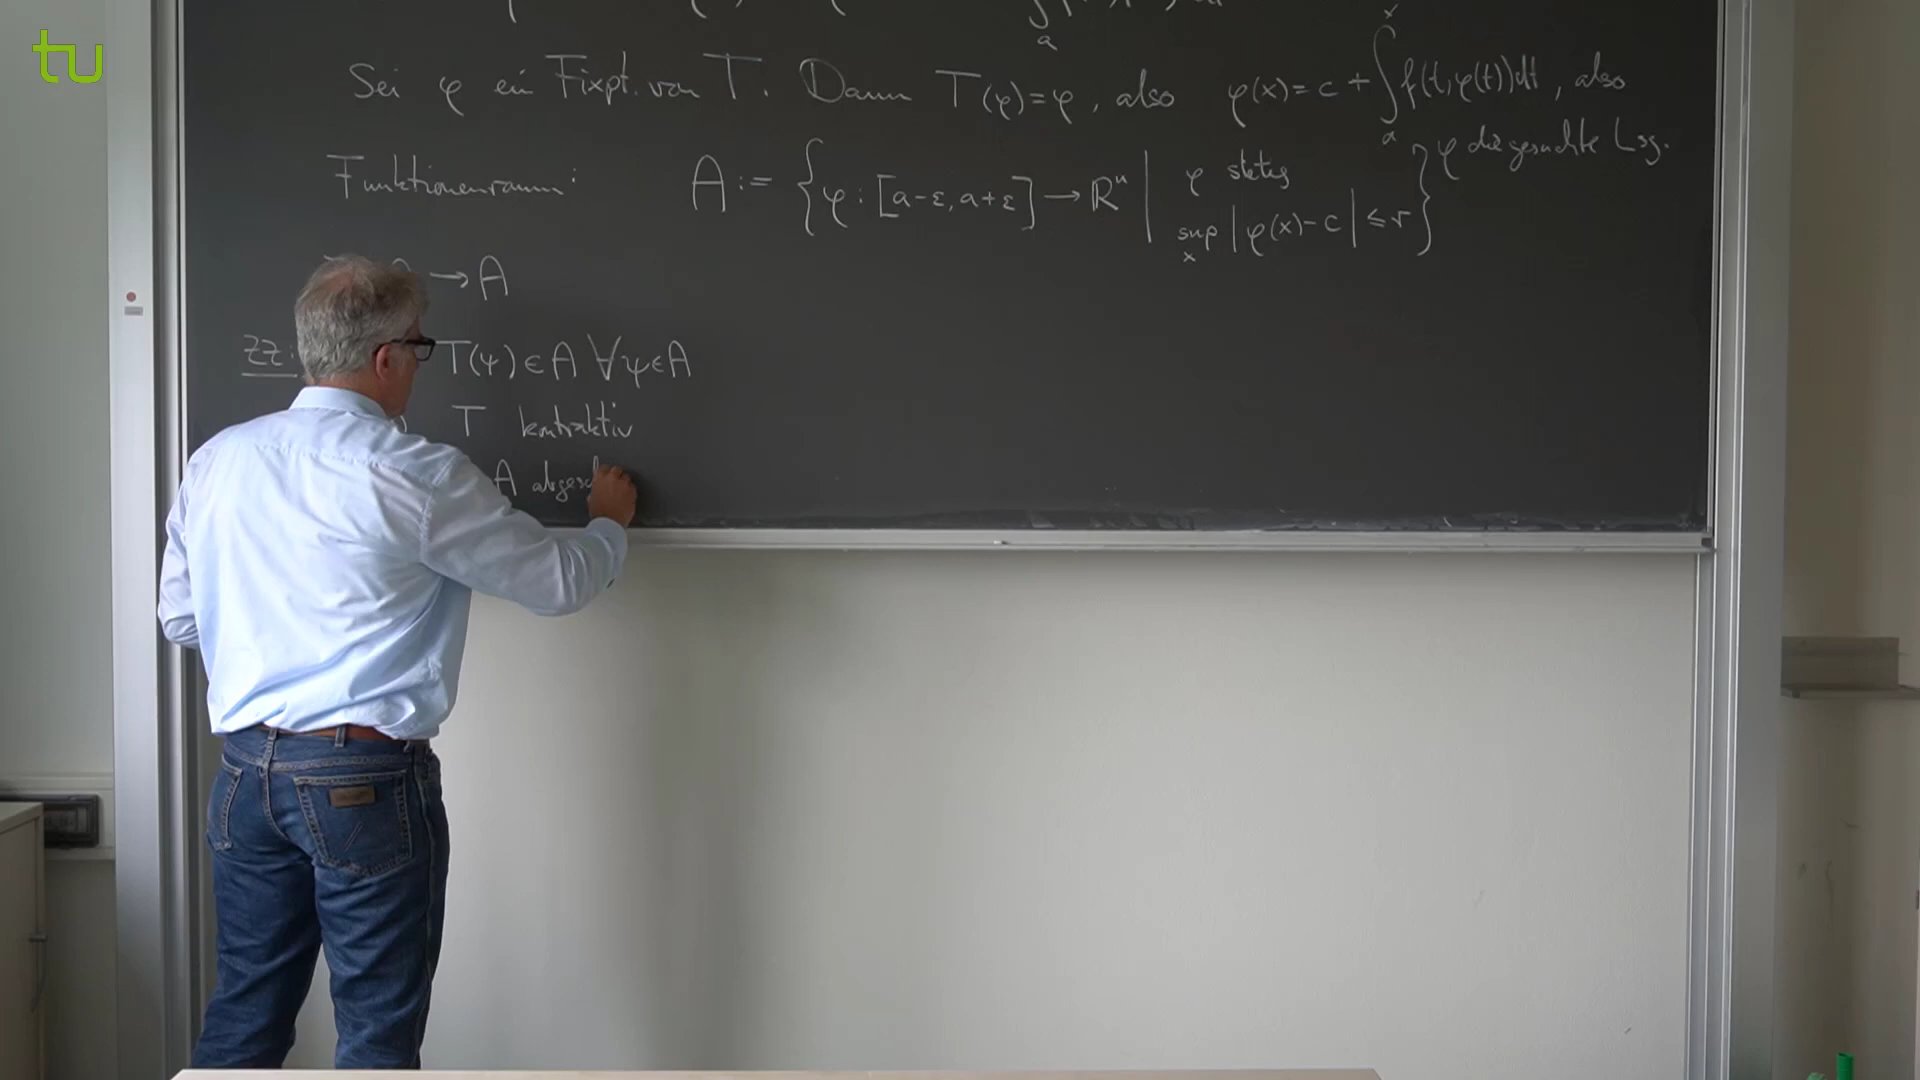 tu
Sei φ ein Fixpt. von T. Dann T(φ)=φ, also φ(x)=c+∫ₐˣ f(t,φ(t))dt, also
φ die gesuchte Lsg.
Funktionenraum: A:={φ:[a-ε,a+ε]→ℝⁿ | φ stetig
sup|φ(x)-c|≤r}
x
→A
ZZ: T(ψ)∈A ∀ψ∈A
) T kontraktiv
A abgesch